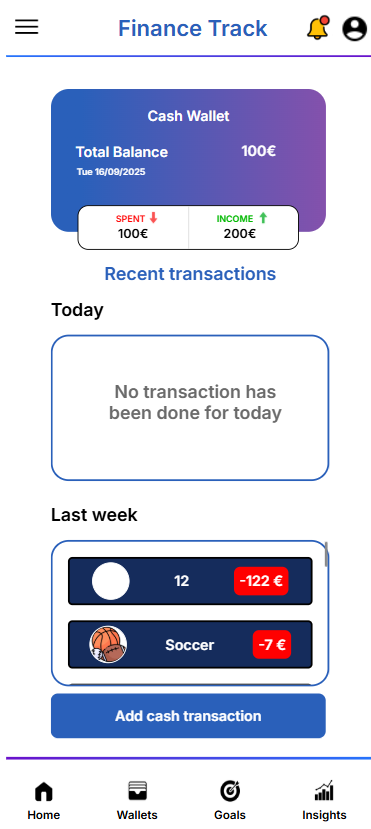 Finance Track
Cash Wallet
Total Balance 100€
Tue 16/09/2025
SPENT INCOME
100€ 200€
Recent transactions
Today
No transaction has
been done for today
Last week
12 -122 €
Soccer -7 €
Add cash transaction
Home Wallets Goals Insights